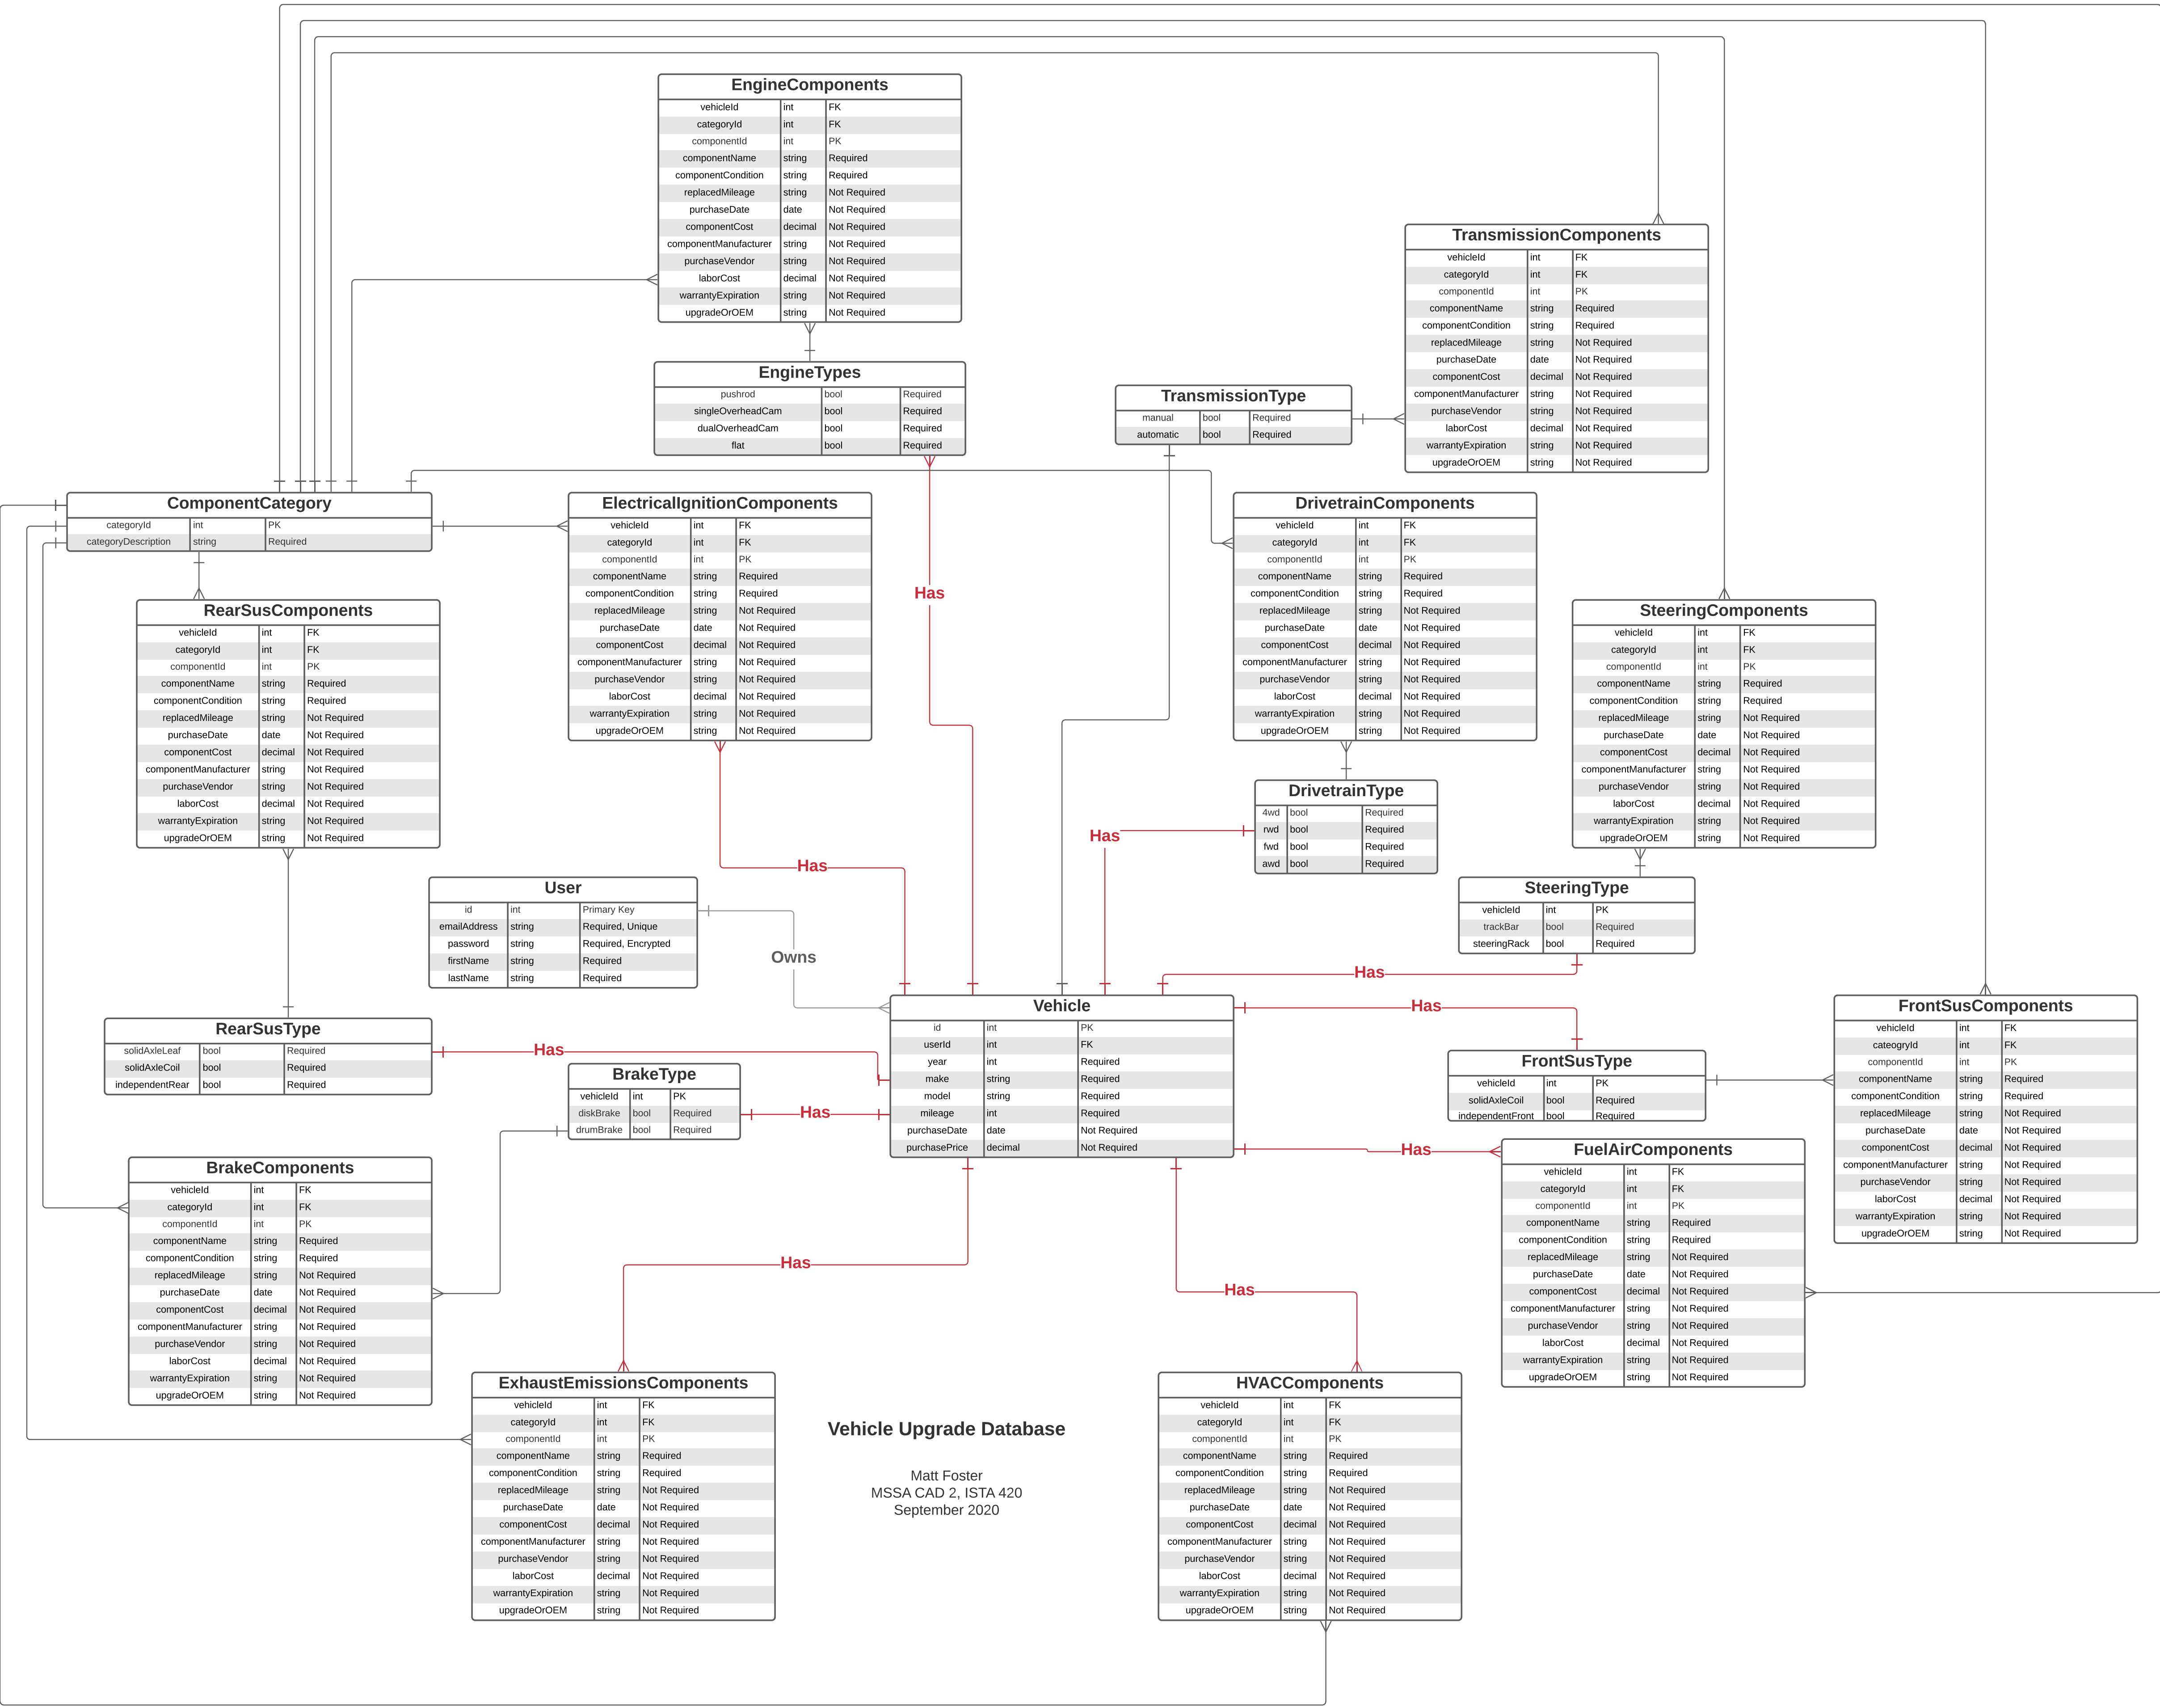 EngineComponents
vehicleId int FK
categoryId int FK
componentId int PK
componentName string Required
componentCondition string Required
replacedMileage string Not Required
purchaseDate date Not Required
componentCost decimal Not Required
componentManufacturer string Not Required
purchaseVendor string Not Required
laborCost decimal Not Required
warrantyExpiration string Not Required
upgradeOrOEM string Not Required
TransmissionComponents
vehicleId int FK
categoryId int FK
componentId int PK
componentName string Required
componentCondition string Required
replacedMileage string Not Required
purchaseDate date Not Required
componentCost decimal Not Required
componentManufacturer string Not Required
purchaseVendor string Not Required
laborCost decimal Not Required
warrantyExpiration string Not Required
upgradeOrOEM string Not Required
EngineTypes
pushrod bool Required
singleOverheadCam bool Required
dualOverheadCam bool Required
flat bool Required
TransmissionType
manual bool Required
automatic bool Required
ComponentCategory
categoryId int PK
categoryDescription string Required
ElectricalIgnitionComponents
vehicleId int FK
categoryId int FK
componentId int PK
componentName string Required
componentCondition string Required
replacedMileage string Not Required
purchaseDate date Not Required
componentCost decimal Not Required
componentManufacturer string Not Required
purchaseVendor string Not Required
laborCost decimal Not Required
warrantyExpiration string Not Required
upgradeOrOEM string Not Required
Has
DrivetrainComponents
vehicleId int FK
categoryId int FK
componentId int PK
componentName string Required
componentCondition string Required
replacedMileage string Not Required
purchaseDate date Not Required
componentCost decimal Not Required
componentManufacturer string Not Required
purchaseVendor string Not Required
laborCost decimal Not Required
warrantyExpiration string Not Required
upgradeOrOEM string Not Required
RearSusComponents
vehicleId int FK
categoryId int FK
componentId int PK
componentName string Required
componentCondition string Required
replacedMileage string Not Required
purchaseDate date Not Required
componentCost decimal Not Required
componentManufacturer string Not Required
purchaseVendor string Not Required
laborCost decimal Not Required
warrantyExpiration string Not Required
upgradeOrOEM string Not Required
SteeringComponents
vehicleId int FK
categoryId int FK
componentId int PK
componentName string Required
componentCondition string Required
replacedMileage string Not Required
purchaseDate date Not Required
componentCost decimal Not Required
componentManufacturer string Not Required
purchaseVendor string Not Required
laborCost decimal Not Required
warrantyExpiration string Not Required
upgradeOrOEM string Not Required
DrivetrainType
4wd bool Required
rwd bool Required
fwd bool Required
awd bool Required
Has
Has
User
id int Primary Key
emailAddress string Required, Unique
password string Required, Encrypted
firstName string Required
lastName string Required
Owns
SteeringType
vehicleId int PK
trackBar bool Required
steeringRack bool Required
Has
Vehicle
id int PK
userId int FK
year int Required
make string Required
model string Required
mileage int Required
purchaseDate date Not Required
purchasePrice decimal Not Required
Has
FrontSusComponents
vehicleId int FK
cateogryId int FK
componentId int PK
componentName string Required
componentCondition string Required
replacedMileage string Not Required
purchaseDate date Not Required
componentCost decimal Not Required
componentManufacturer string Not Required
purchaseVendor string Not Required
laborCost decimal Not Required
warrantyExpiration string Not Required
upgradeOrOEM string Not Required
RearSusType
solidAxleLeaf bool Required
solidAxleCoil bool Required
independentRear bool Required
Has
FrontSusType
vehicleId int PK
solidAxleCoil bool Required
independentFront bool Required
BrakeType
vehicleId int PK
diskBrake bool Required
drumBrake bool Required
Has
Has
FuelAirComponents
vehicleId int FK
categoryId int FK
componentId int PK
componentName string Required
componentCondition string Required
replacedMileage string Not Required
purchaseDate date Not Required
componentCost decimal Not Required
componentManufacturer string Not Required
purchaseVendor string Not Required
laborCost decimal Not Required
warrantyExpiration string Not Required
upgradeOrOEM string Not Required
BrakeComponents
vehicleId int FK
categoryId int FK
componentId int PK
componentName string Required
componentCondition string Required
replacedMileage string Not Required
purchaseDate date Not Required
componentCost decimal Not Required
componentManufacturer string Not Required
purchaseVendor string Not Required
laborCost decimal Not Required
warrantyExpiration string Not Required
upgradeOrOEM string Not Required
Has
Has
ExhaustEmissionsComponents
vehicleId int FK
categoryId int FK
componentId int PK
componentName string Required
componentCondition string Required
replacedMileage string Not Required
purchaseDate date Not Required
componentCost decimal Not Required
componentManufacturer string Not Required
purchaseVendor string Not Required
laborCost decimal Not Required
warrantyExpiration string Not Required
upgradeOrOEM string Not Required
Vehicle Upgrade Database
Matt Foster
MSSA CAD 2, ISTA 420
September 2020
HVACComponents
vehicleId int FK
categoryId int FK
componentId int PK
componentName string Required
componentCondition string Required
replacedMileage string Not Required
purchaseDate date Not Required
componentCost decimal Not Required
componentManufacturer string Not Required
purchaseVendor string Not Required
laborCost decimal Not Required
warrantyExpiration string Not Required
upgradeOrOEM string Not Required